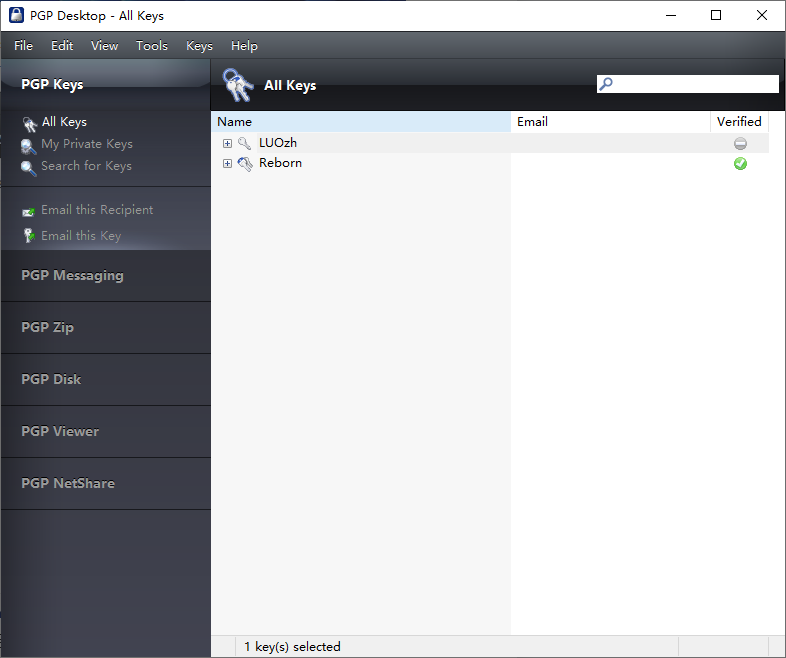 PGP Desktop - All Keys
File Edit View Tools Keys Help
PGP Keys
All Keys
My Private Keys
Search for Keys
Email this Recipient
Email this Key
PGP Messaging
PGP Zip
PGP Disk
PGP Viewer
PGP NetShare
All Keys
Name Email Verified
LUOzh
Reborn
1 key(s) selected